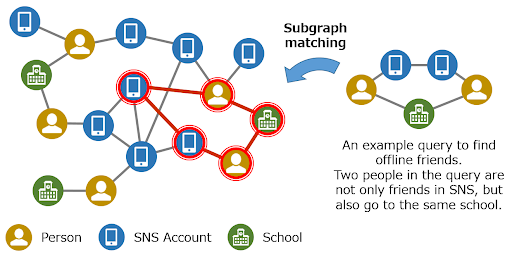 Subgraph
matching
An example query to find
offline friends.
Two people in the query are
not only friends in SNS, but
also go to the same school.
Person
SNS Account
School